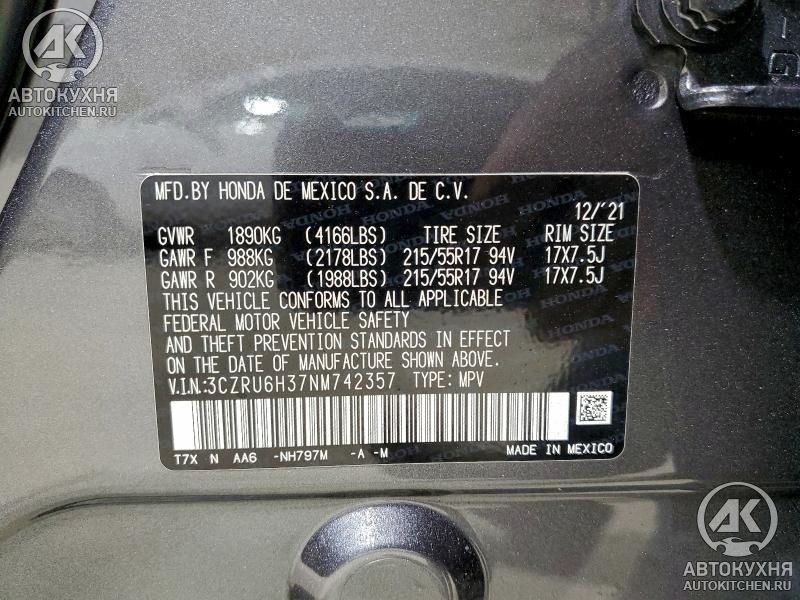 AK
АВТОКУХНЯ
AUTOKITCHEN.RU
G
MFD.BY HONDA DE MEXICO S.A. DE C.V.
12/'21
GVWR 1890KG (4166LBS) TIRE SIZE RIM SIZE
GAWR F 988KG (2178LBS) 215/55R17 94V 17X7.5J
GAWR R 902KG (1988LBS) 215/55R17 94V 17X7.5J
THIS VEHICLE CONFORMS TO ALL APPLICABLE
FEDERAL MOTOR VEHICLE SAFETY
AND THEFT PREVENTION STANDARDS IN EFFECT
ON THE DATE OF MANUFACTURE SHOWN ABOVE.
V.I.N.:3CZRU6H37NM742357 TYPE: MPV
T7X N AA6 -NH797M -A -M MADE IN MEXICO
AK
АВТОКУХНЯ
AUTOKITCHEN.RU